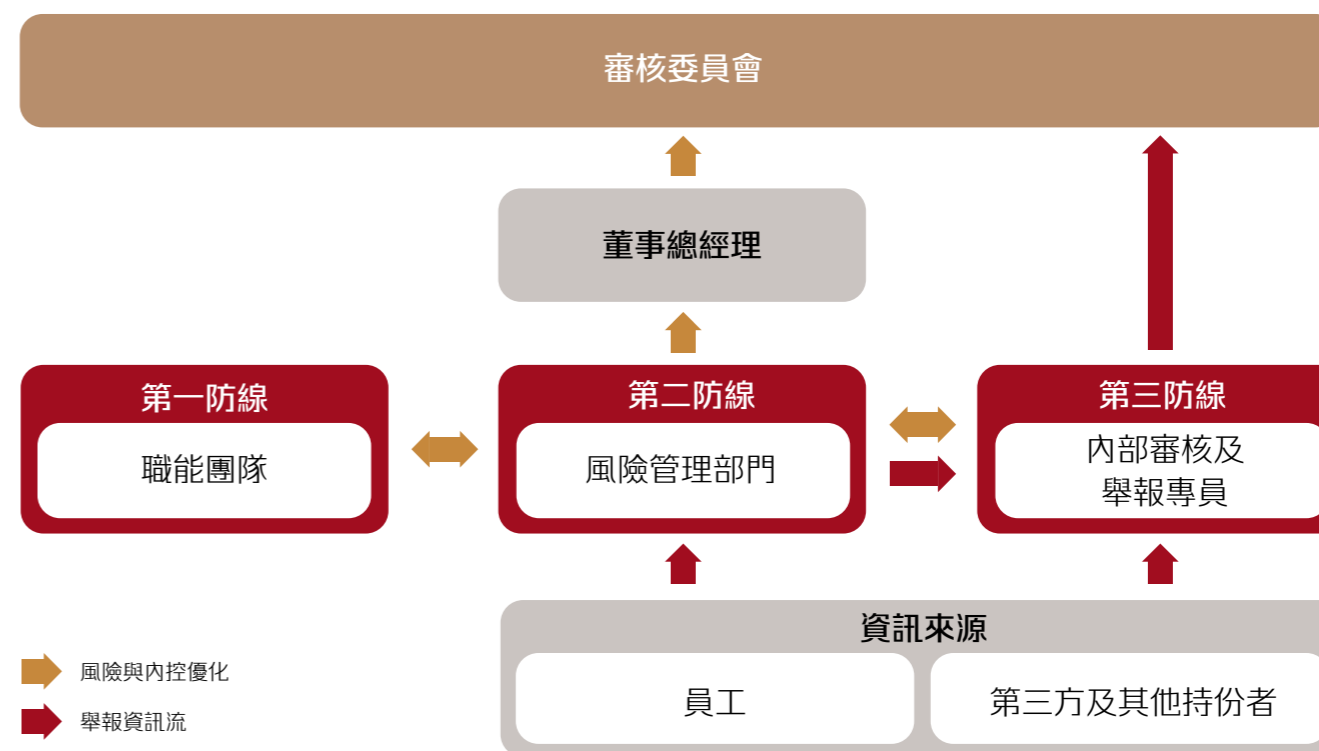 審核委員會
董事總經理
第一防線
職能團隊
第二防線
風險管理部門
第三防線
內部審核及
舉報專員
資訊來源
員工
第三方及其他持份者
風險與內控優化
舉報資訊流